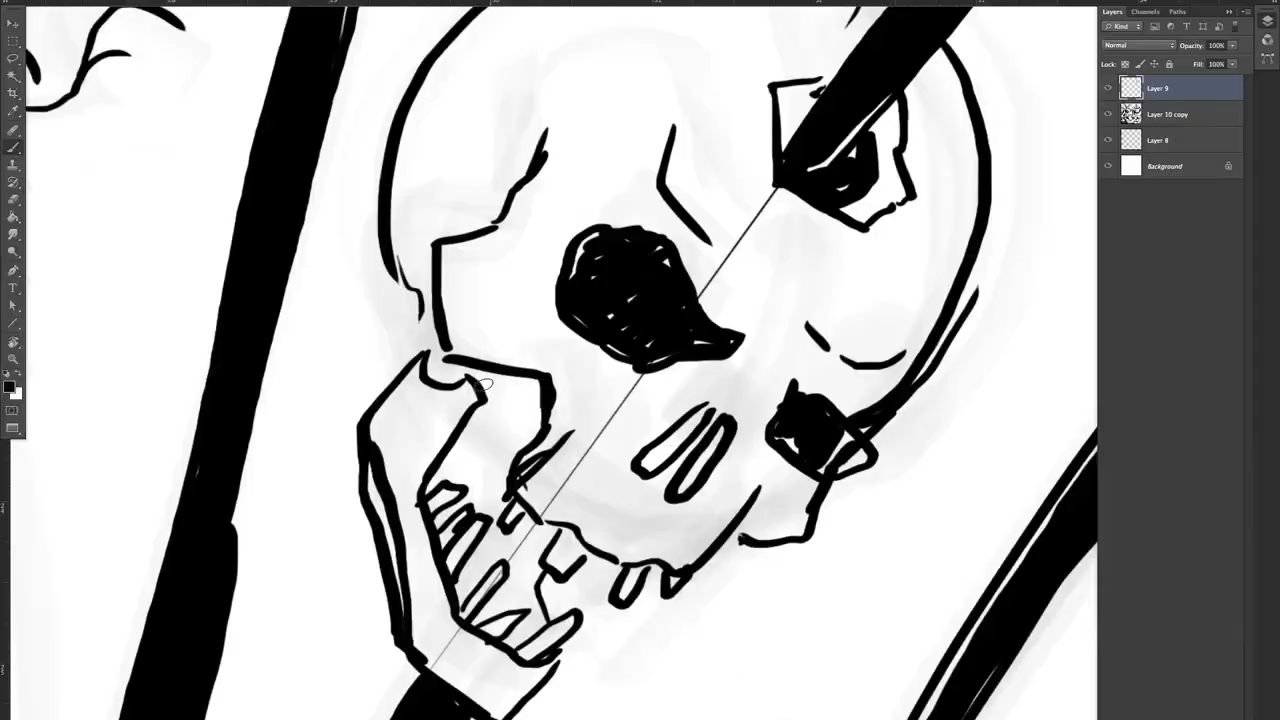 Layers Channels Paths
Kind
Normal Opacity: 100%
Lock: Fill: 100%
Layer 9
Layer 10 copy
Layer 8
Background